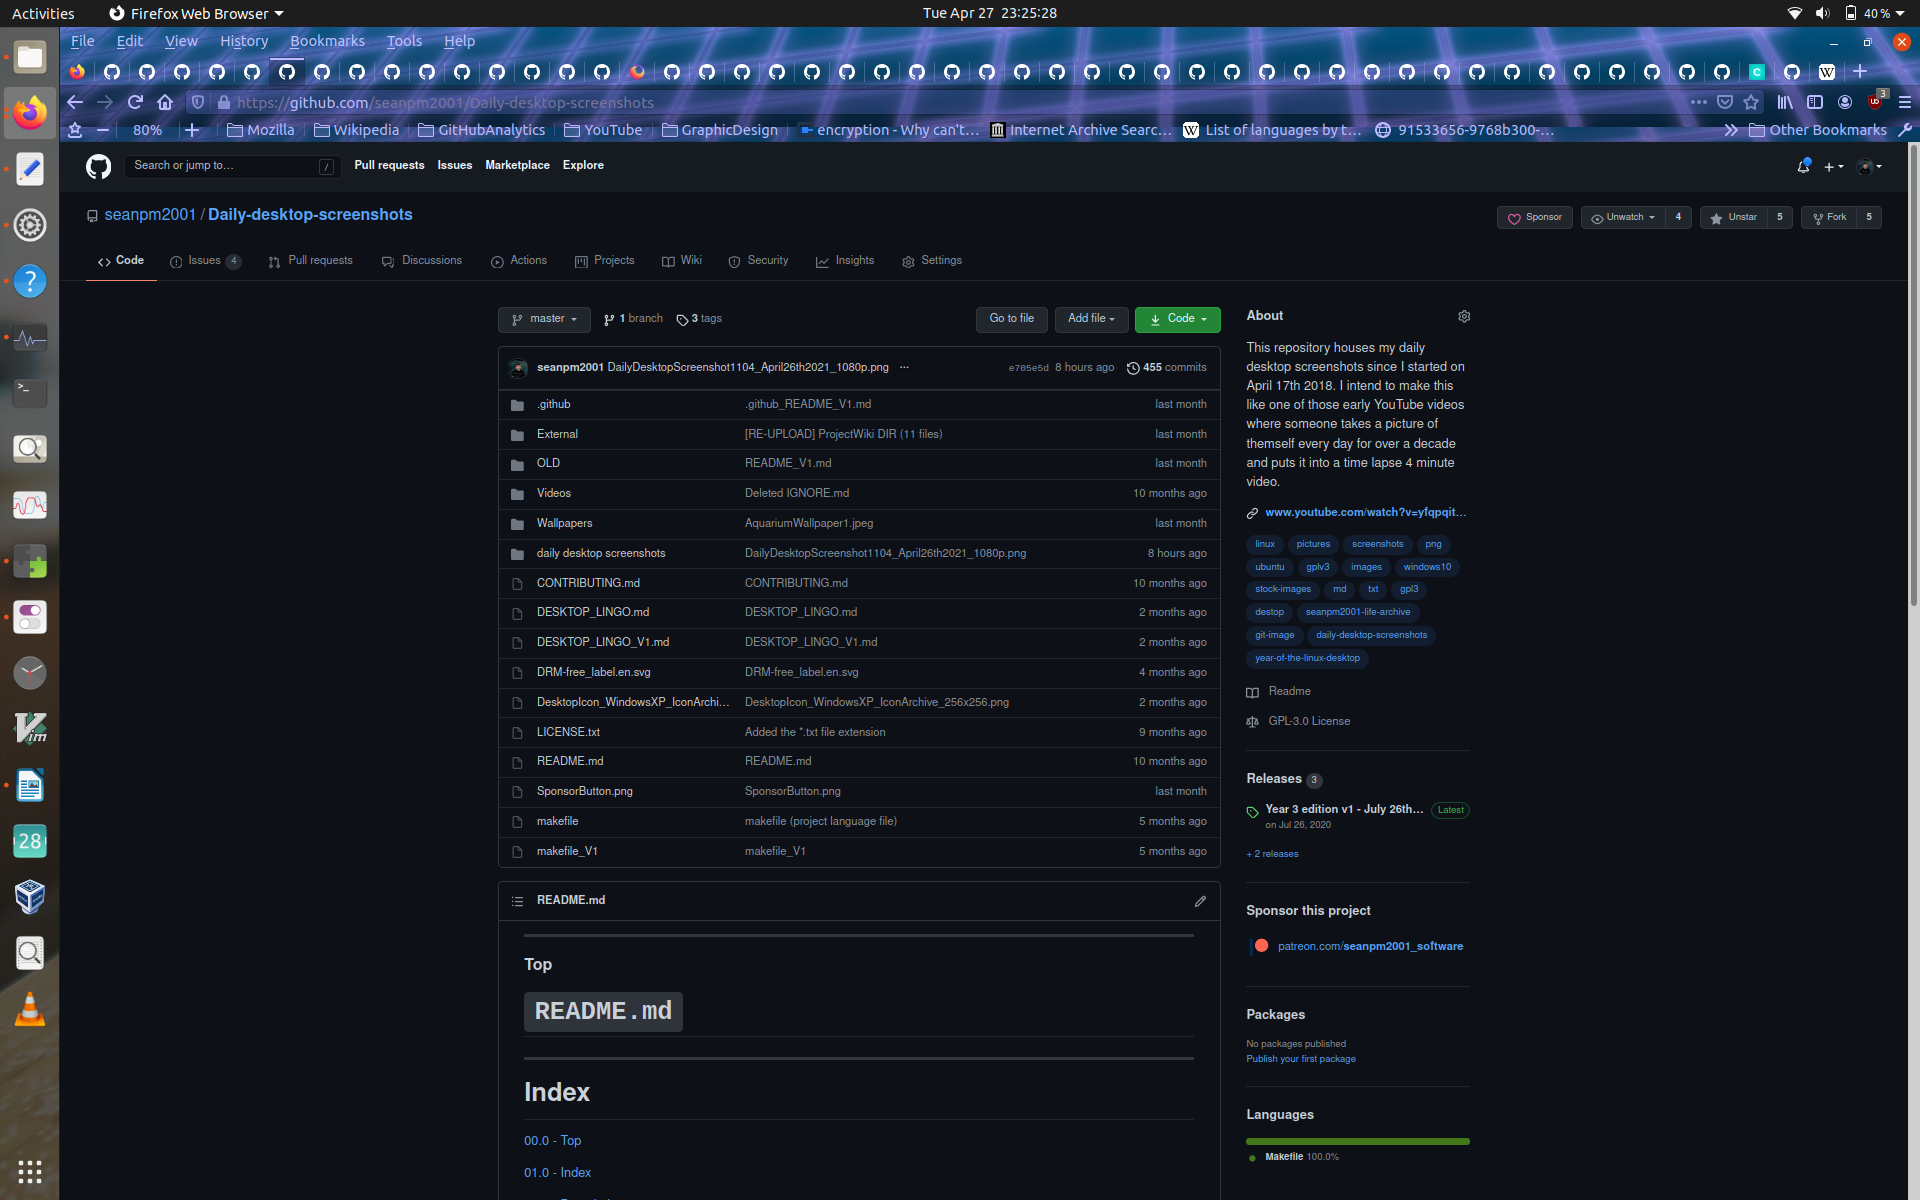 Activities Firefox Web Browser Tue Apr 27 23:25:28 40 %
File Edit View History Bookmarks Tools Help
https://github.com/seanpm2001/Daily-desktop-screenshots
80% Mozilla Wikipedia GitHubAnalytics YouTube GraphicDesign encryption - Why can't... Internet Archive Searc... List of languages by t... 91533656-9768b300-... Other Bookmarks
Search or jump to... / Pull requests Issues Marketplace Explore
seanpm2001 / Daily-desktop-screenshots Sponsor Unwatch 4 Unstar 5 Fork 5
Code Issues 4 Pull requests Discussions Actions Projects Wiki Security Insights Settings
master 1 branch 3 tags Go to file Add file Code
seanpm2001 DailyDesktopScreenshot1104_April26th2021_1080p.png ... e705e5d 8 hours ago 455 commits
.github .github_README_V1.md last month
External [RE-UPLOAD] ProjectWiki DIR (11 files) last month
OLD README_V1.md last month
Videos Deleted IGNORE.md 10 months ago
Wallpapers AquariumWallpaper1.jpeg last month
daily desktop screenshots DailyDesktopScreenshot1104_April26th2021_1080p.png 8 hours ago
CONTRIBUTING.md CONTRIBUTING.md 10 months ago
DESKTOP_LINGO.md DESKTOP_LINGO.md 2 months ago
DESKTOP_LINGO_V1.md DESKTOP_LINGO_V1.md 2 months ago
DRM-free_label.en.svg DRM-free_label.en.svg 4 months ago
DesktopIcon_WindowsXP_IconArchi... DesktopIcon_WindowsXP_IconArchive_256x256.png 2 months ago
LICENSE.txt Added the *.txt file extension 9 months ago
README.md README.md 10 months ago
SponsorButton.png SponsorButton.png last month
makefile makefile (project language file) 5 months ago
makefile_V1 makefile_V1 5 months ago
README.md
Top
README.md
Index
00.0 - Top
01.0 - Index
About
This repository houses my daily
desktop screenshots since I started on
April 17th 2018. I intend to make this
like one of those early YouTube videos
where someone takes a picture of
themself every day for over a decade
and puts it into a time lapse 4 minute
video.
www.youtube.com/watch?v=yfqpqit...
linux pictures screenshots png
ubuntu gplv3 images windows10
stock-images md txt gpl3
destop seanpm2001-life-archive
git-image daily-desktop-screenshots
year-of-the-linux-desktop
Readme
GPL-3.0 License
Releases 3
Year 3 edition v1 - July 26th... Latest
on Jul 26, 2020
+ 2 releases
Sponsor this project
patreon.com/seanpm2001_software
Packages
No packages published
Publish your first package
Languages
Makefile 100.0%
28